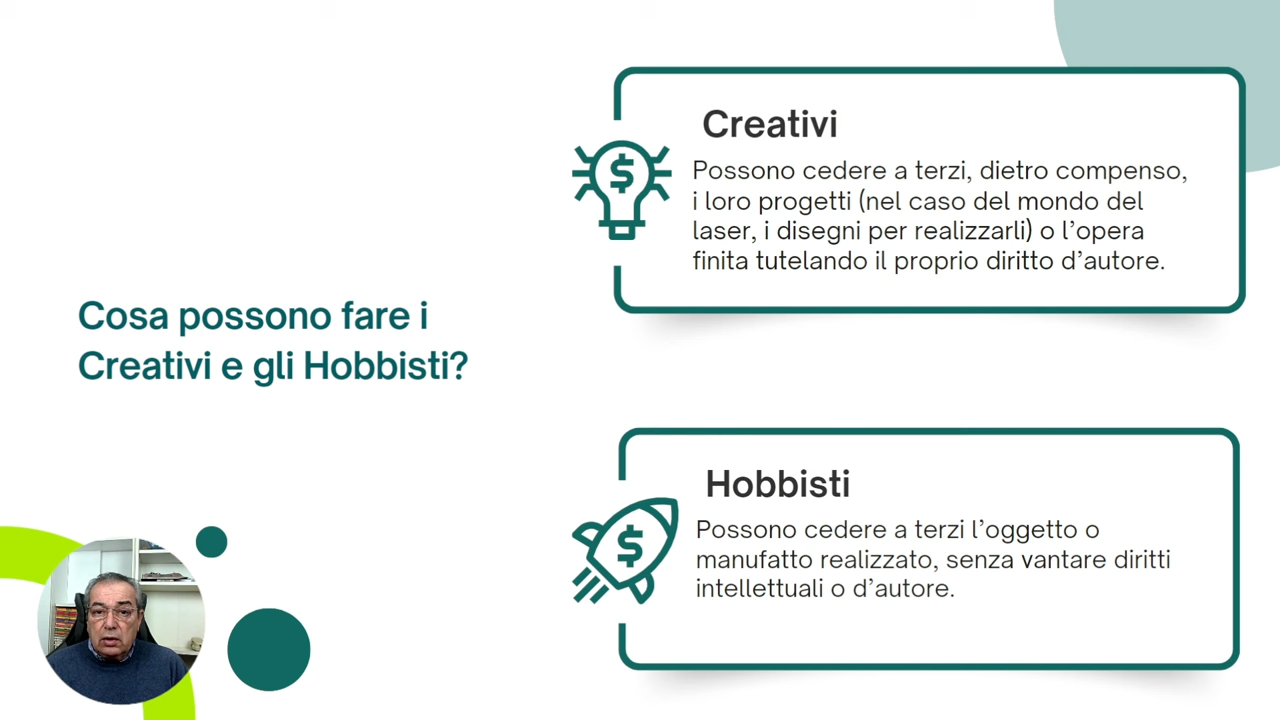 Cosa possono fare i
Creativi e gli Hobbisti?
Creativi
Possono cedere a terzi, dietro compenso,
i loro progetti (nel caso del mondo del
laser, i disegni per realizzarli) o l’opera
finita tutelando il proprio diritto d’autore.
$
Hobbisti
Possono cedere a terzi l’oggetto o
manufatto realizzato, senza vantare diritti
intellettuali o d’autore.
$